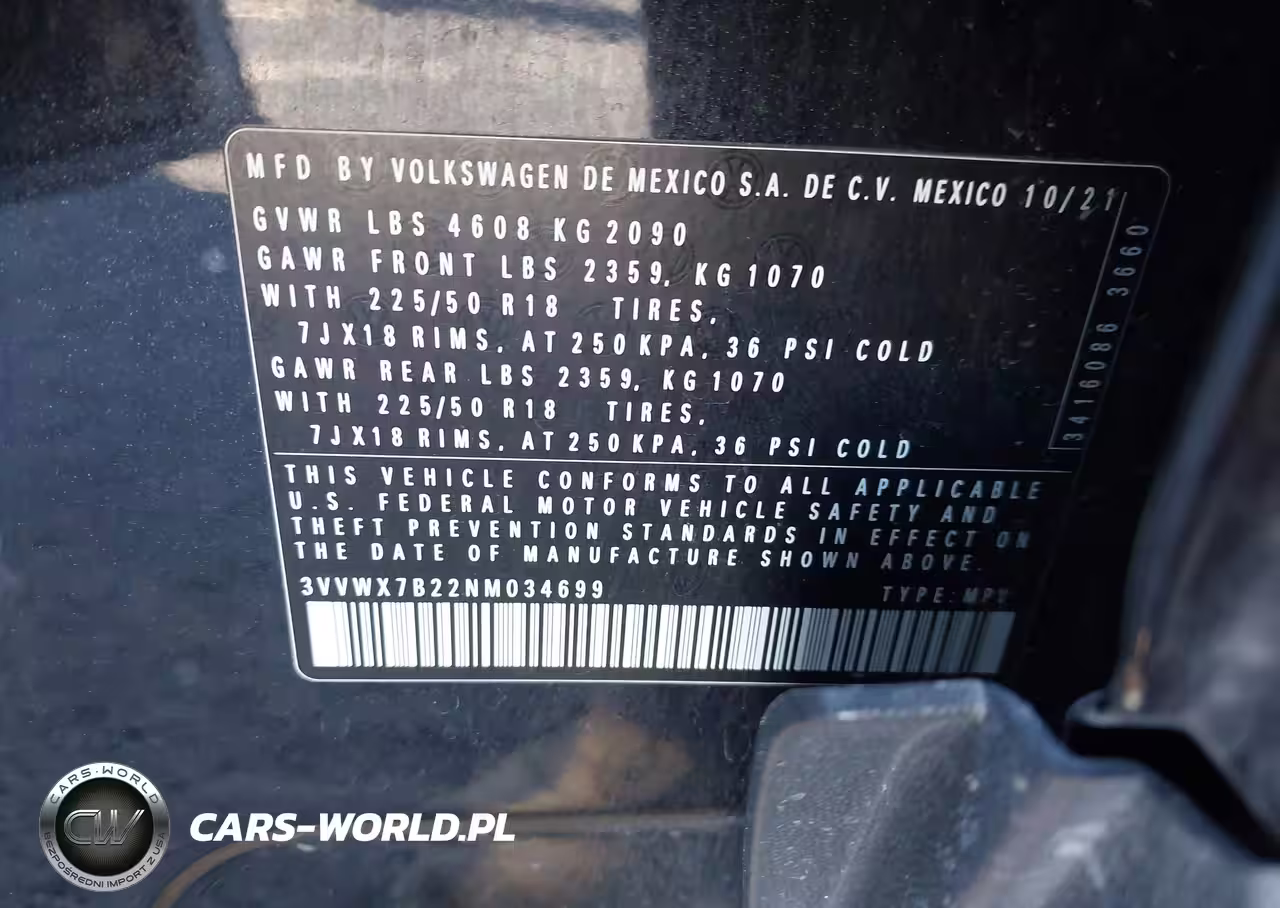 MFD BY VOLKSWAGEN DE MEXICO S.A. DE C.V. MEXICO 10/21
GVWR LBS 4608 KG 2090
GAWR FRONT LBS 2359, KG 1070
WITH 225/50 R18 TIRES,
7JX18 RIMS, AT 250 KPA, 36 PSI COLD
GAWR REAR LBS 2359, KG 1070
WITH 225/50 R18 TIRES,
7JX18 RIMS, AT 250 KPA, 36 PSI COLD
3416086 3660
THIS VEHICLE CONFORMS TO ALL APPLICABLE
U.S. FEDERAL MOTOR VEHICLE SAFETY AND
THEFT PREVENTION STANDARDS IN EFFECT ON
THE DATE OF MANUFACTURE SHOWN ABOVE.
3VVWX7B22NM034699 TYPE: MPV
CARS-WORLD
CW
BEZPOŚREDNI IMPORT Z USA
CARS-WORLD.PL